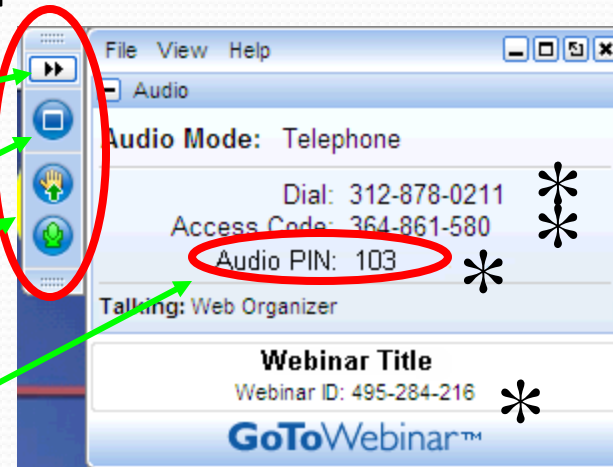 File View Help
Audio
Audio Mode: Telephone
Dial: 312-878-0211 *
Access Code: 364-861-580 *
Audio PIN: 103 *
Talking: Web Organizer
Webinar Title
Webinar ID: 495-284-216 *
GoToWebinar™